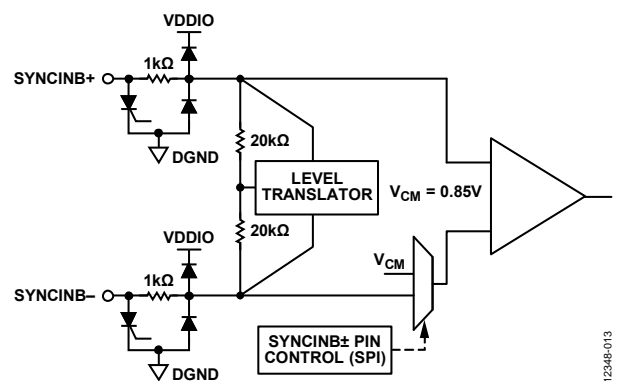 VDDIO
1kΩ
SYNCINB+
DGND
20kΩ
LEVEL
TRANSLATOR
VCM = 0.85V
20kΩ
VDDIO
1kΩ
VCM
SYNCINB–
DGND
SYNCINB± PIN
CONTROL (SPI)
12348-013